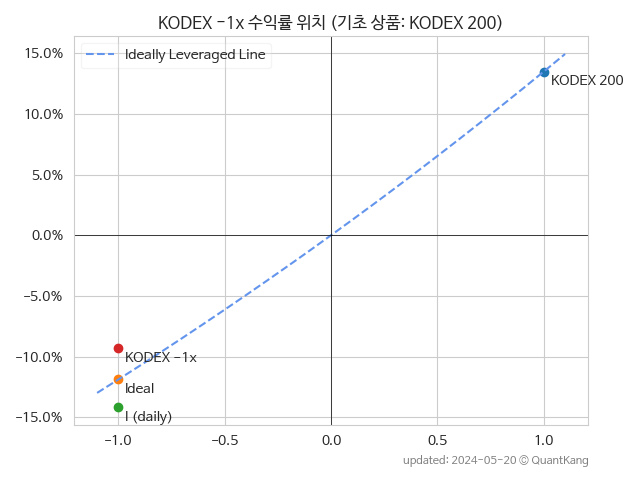 KODEX -1x 수익률 위치 (기초 상품: KODEX 200)
15.0%
Ideally Leveraged Line
KODEX 200
10.0%
5.0%
0.0%
-5.0%
-10.0%
KODEX -1x
Ideal
-15.0%
I (daily)
-1.0
-0.5
0.0
0.5
1.0
updated: 2024-05-20 © QuantKang